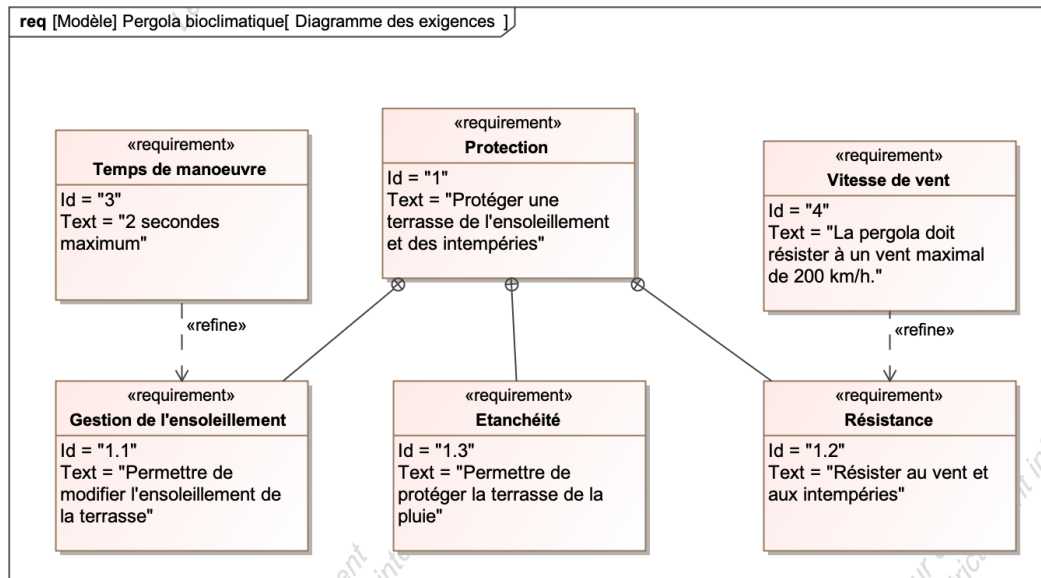 req [Modèle] Pergola bioclimatique[ Diagramme des exigences ]
«requirement»
Temps de manoeuvre
Id = "3"
Text = "2 secondes
maximum"
«requirement»
Protection
Id = "1"
Text = "Protéger une
terrasse de l'ensoleillement
et des intempéries"
«requirement»
Vitesse de vent
Id = "4"
Text = "La pergola doit
résister à un vent maximal
de 200 km/h."
«refine»
«refine»
«requirement»
Gestion de l'ensoleillement
Id = "1.1"
Text = "Permettre de
modifier l'ensoleillement de
la terrasse"
«requirement»
Etanchéité
Id = "1.3"
Text = "Permettre de
protéger la terrasse de la
pluie"
«requirement»
Résistance
Id = "1.2"
Text = "Résister au vent et
aux intempéries"